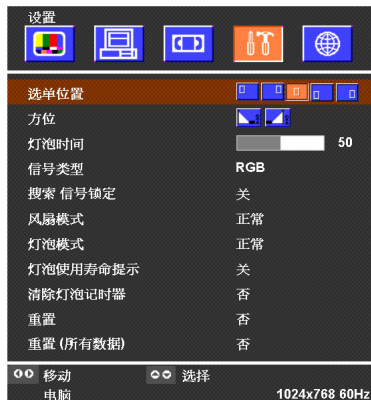 设置
选单位置
方位
灯泡时间 50
信号类型 RGB
搜索 信号锁定 关
风扇模式 正常
灯泡模式 正常
灯泡使用寿命提示 关
清除灯泡记时器 否
重置 否
重置 (所有数据) 否
移动 选择
电脑 1024x768 60Hz